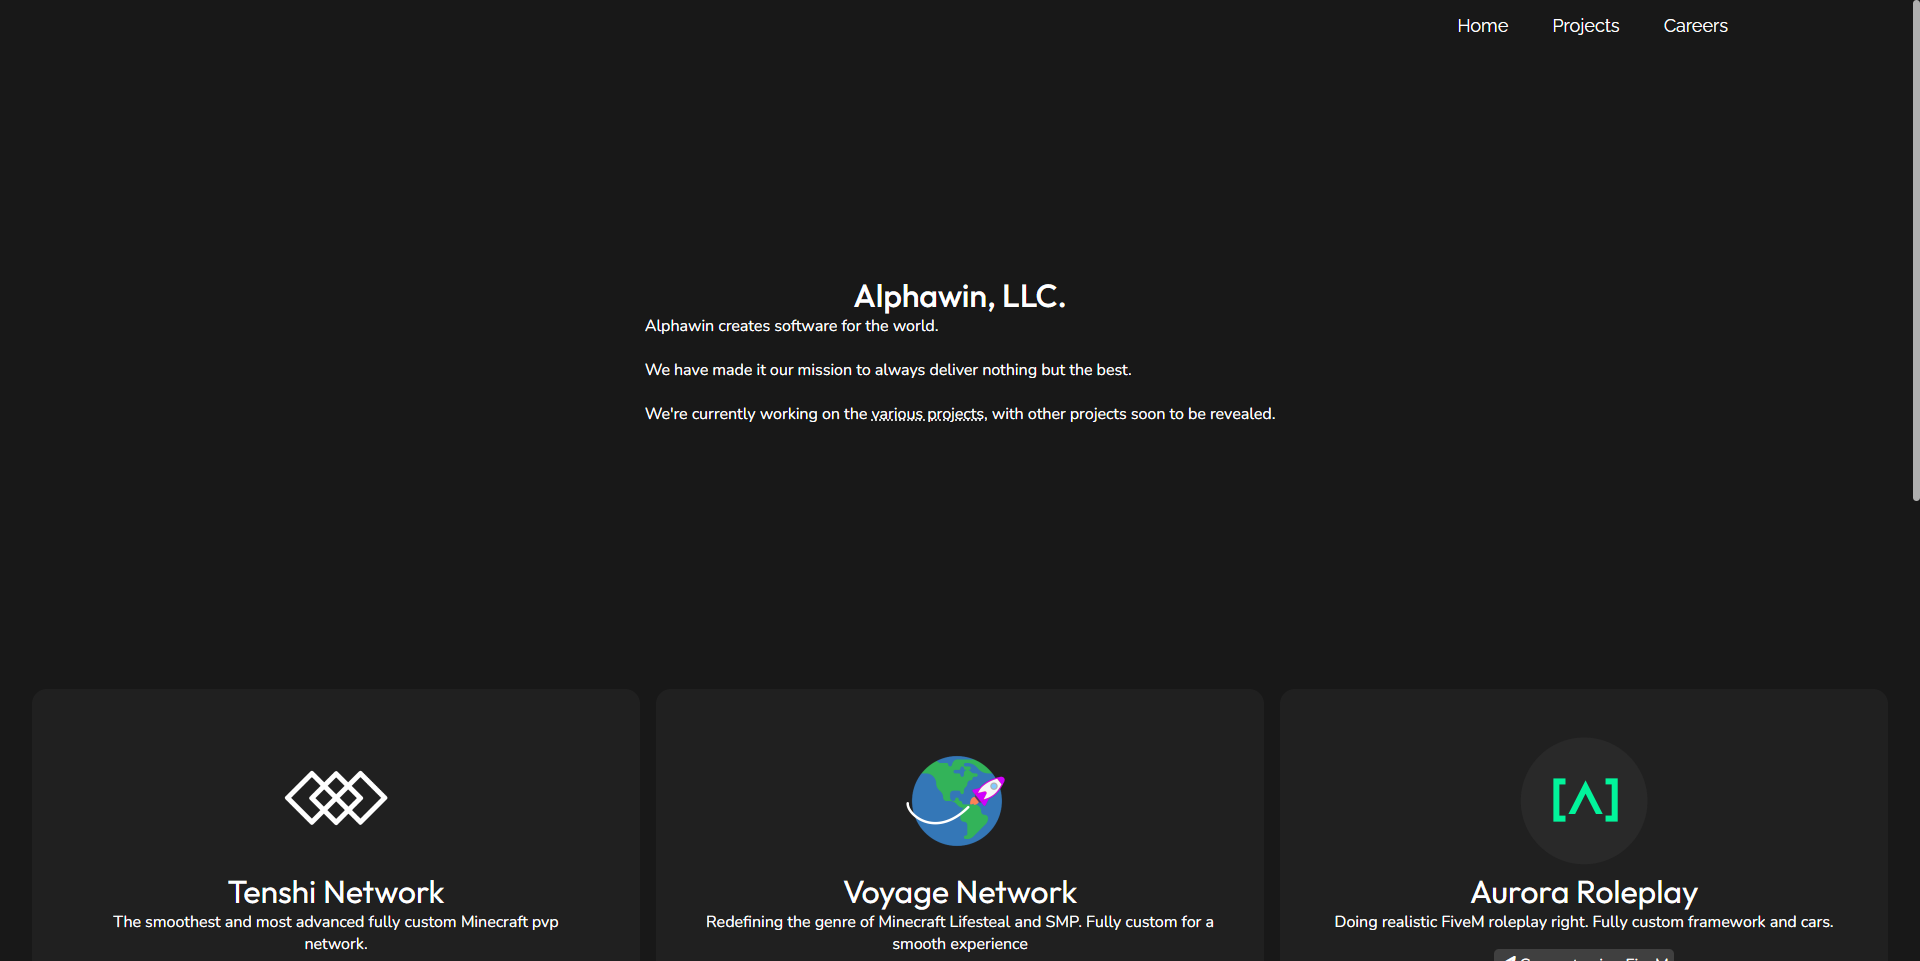 Home Projects Careers
Alphawin, LLC.
Alphawin creates software for the world.
We have made it our mission to always deliver nothing but the best.
We're currently working on the various projects, with other projects soon to be revealed.
[Λ]
Tenshi Network
The smoothest and most advanced fully custom Minecraft pvp
network.
Voyage Network
Redefining the genre of Minecraft Lifesteal and SMP. Fully custom for a
smooth experience
Aurora Roleplay
Doing realistic FiveM roleplay right. Fully custom framework and cars.